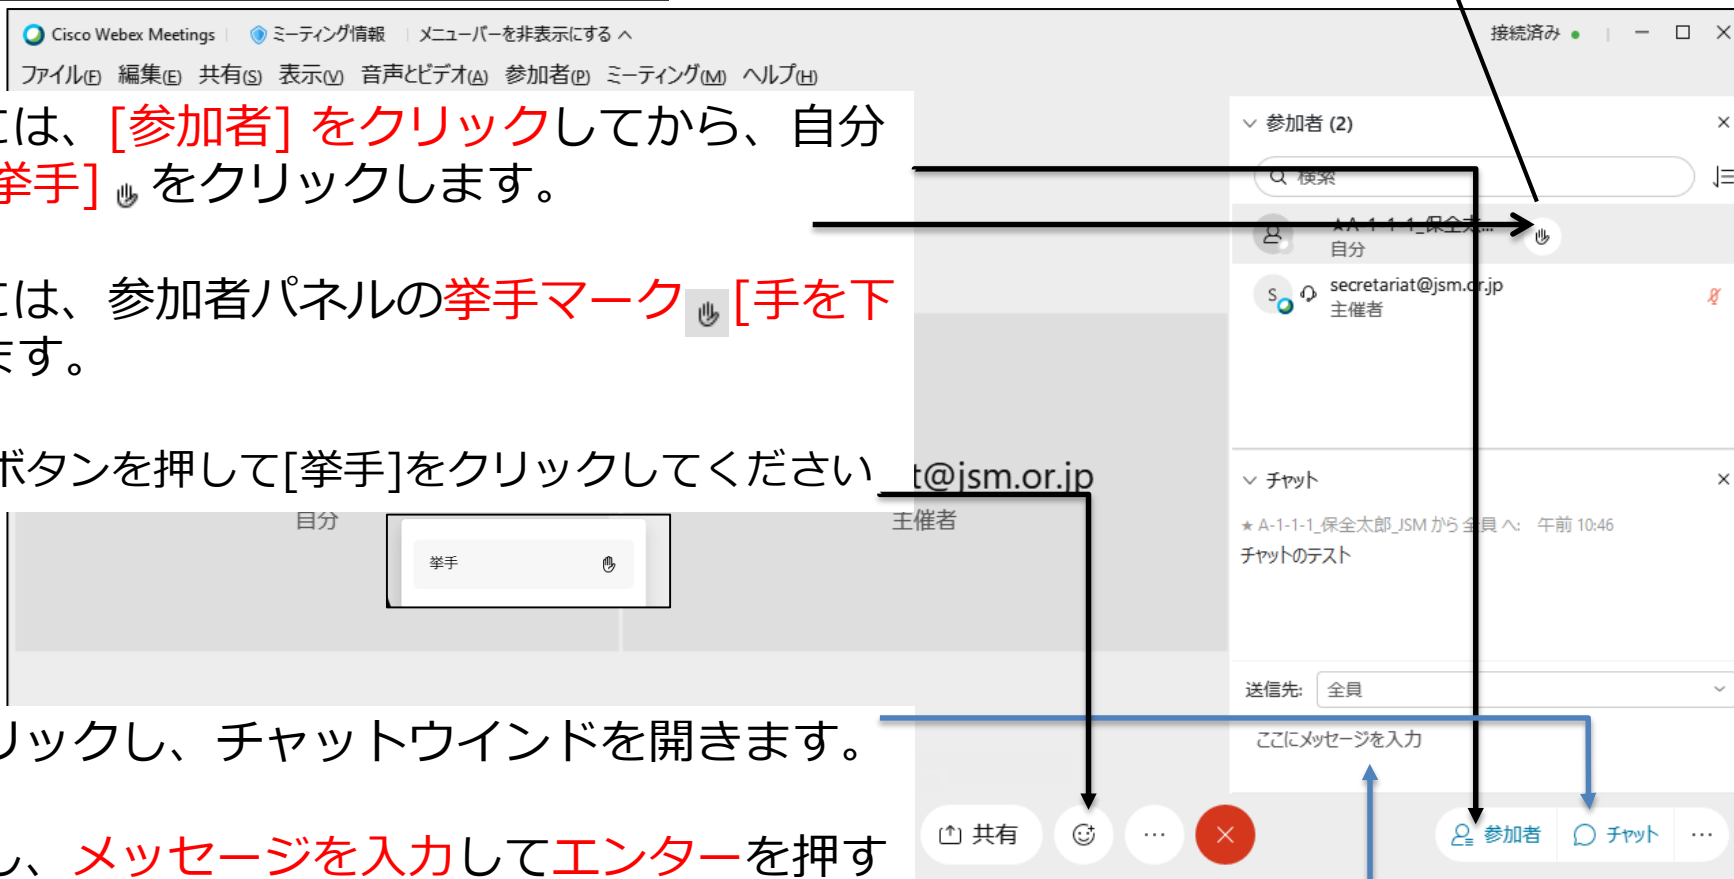 Cisco Webex Meetings ミーティング情報 メニューバーを非表示にする 接続済み
ファイル(F) 編集(E) 共有(S) 表示(V) 音声とビデオ(A) 参加者(P) ミーティング(M) ヘルプ(H)
には、[参加者] をクリックしてから、自分
挙手] をクリックします。
には、参加者パネルの挙手マーク [手を下
ます。
ボタンを押して[挙手]をクリックしてください
t@jsm.or.jp
自分
主催者
挙手
リックし、チャットウインドを開きます。
し、メッセージを入力してエンターを押す
参加者 (2)
検索
★A-1-1-1_保全太...
自分
S
secretariat@jsm.or.jp
主催者
チャット
★ A-1-1-1_保全太郎_JSM から 全員 へ: 午前 10:46
チャットのテスト
送信先: 全員
ここにメッセージを入力
共有
参加者 チャット